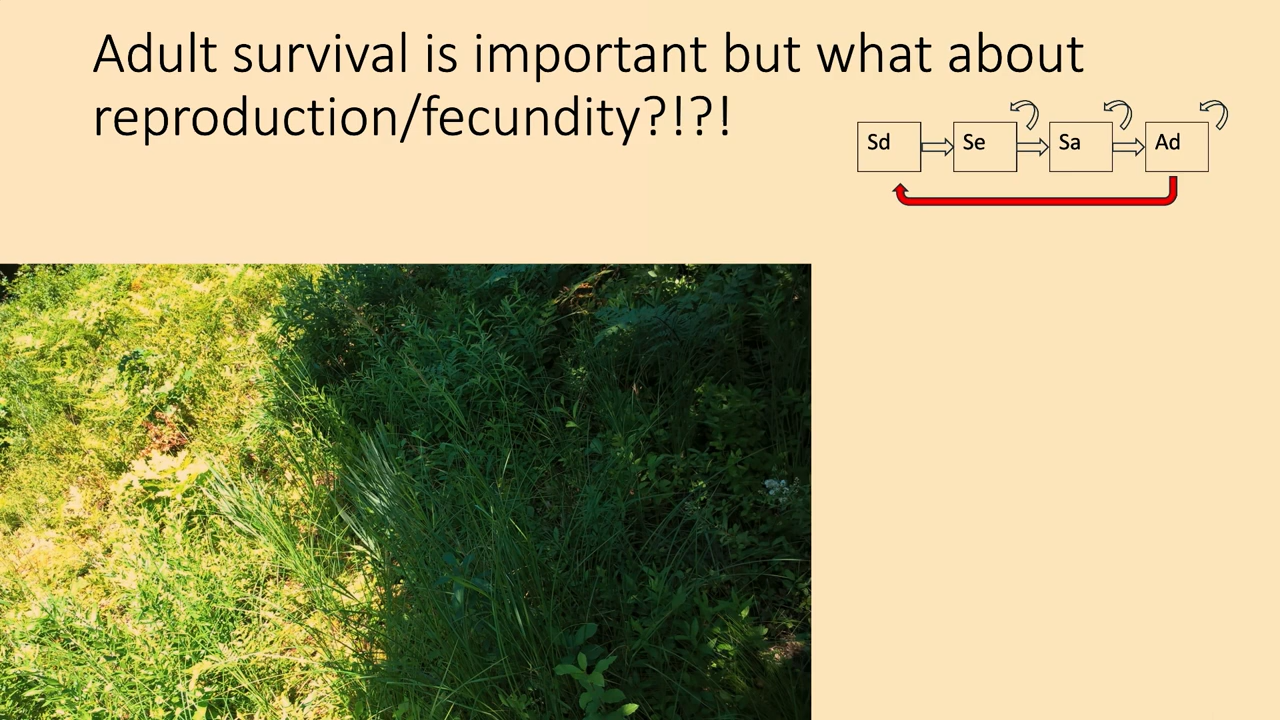 Adult survival is important but what about
reproduction/fecundity?!?!
Sd
Se
Sa
Ad